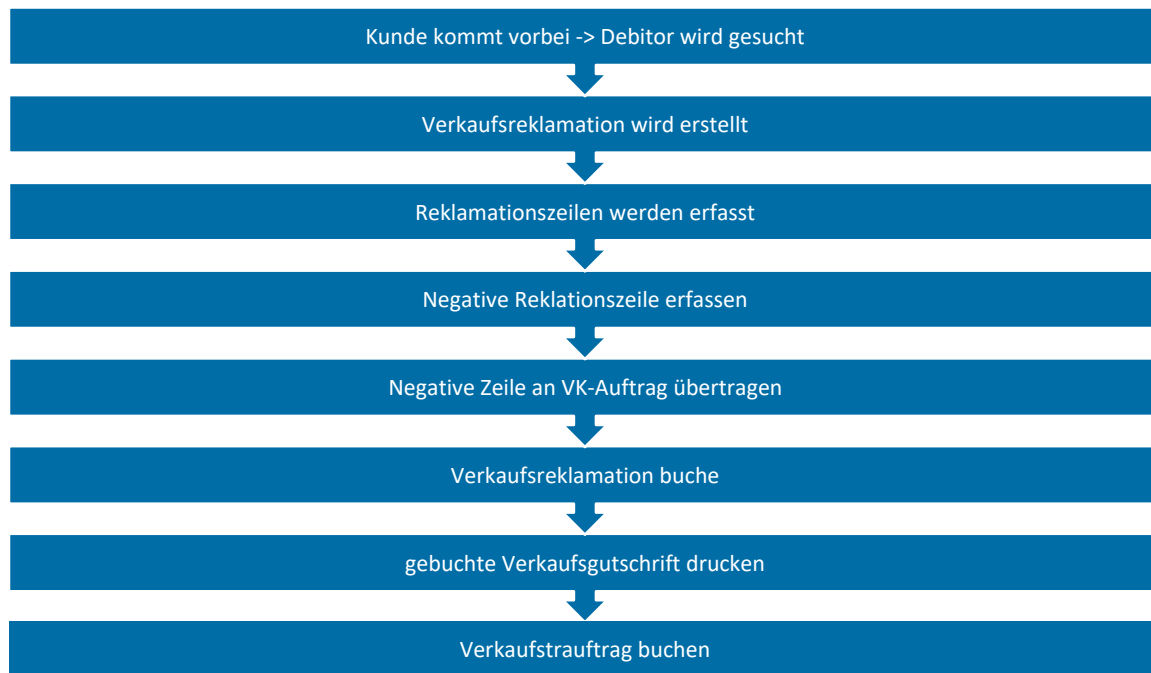 Kunde kommt vorbei -> Debitor wird gesucht
Verkaufsreklamation wird erstellt
Reklamationszeilen werden erfasst
Negative Reklationszeile erfassen
Negative Zeile an VK-Auftrag übertragen
Verkaufsreklamation buche
gebuchte Verkaufsgutschrift drucken
Verkaufstrauftrag buchen